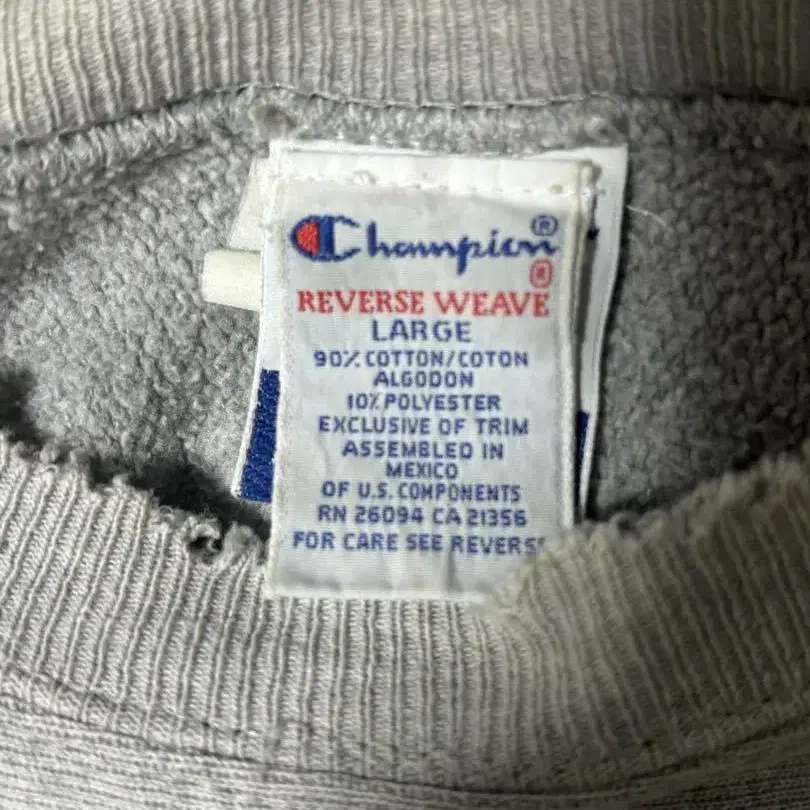 Champion®
®
REVERSE WEAVE
LARGE
90% COTTON/COTON
ALGODON
10% POLYESTER
EXCLUSIVE OF TRIM
ASSEMBLED IN
MEXICO
OF U.S. COMPONENTS
RN 26094 CA 21356
FOR CARE SEE REVERSE